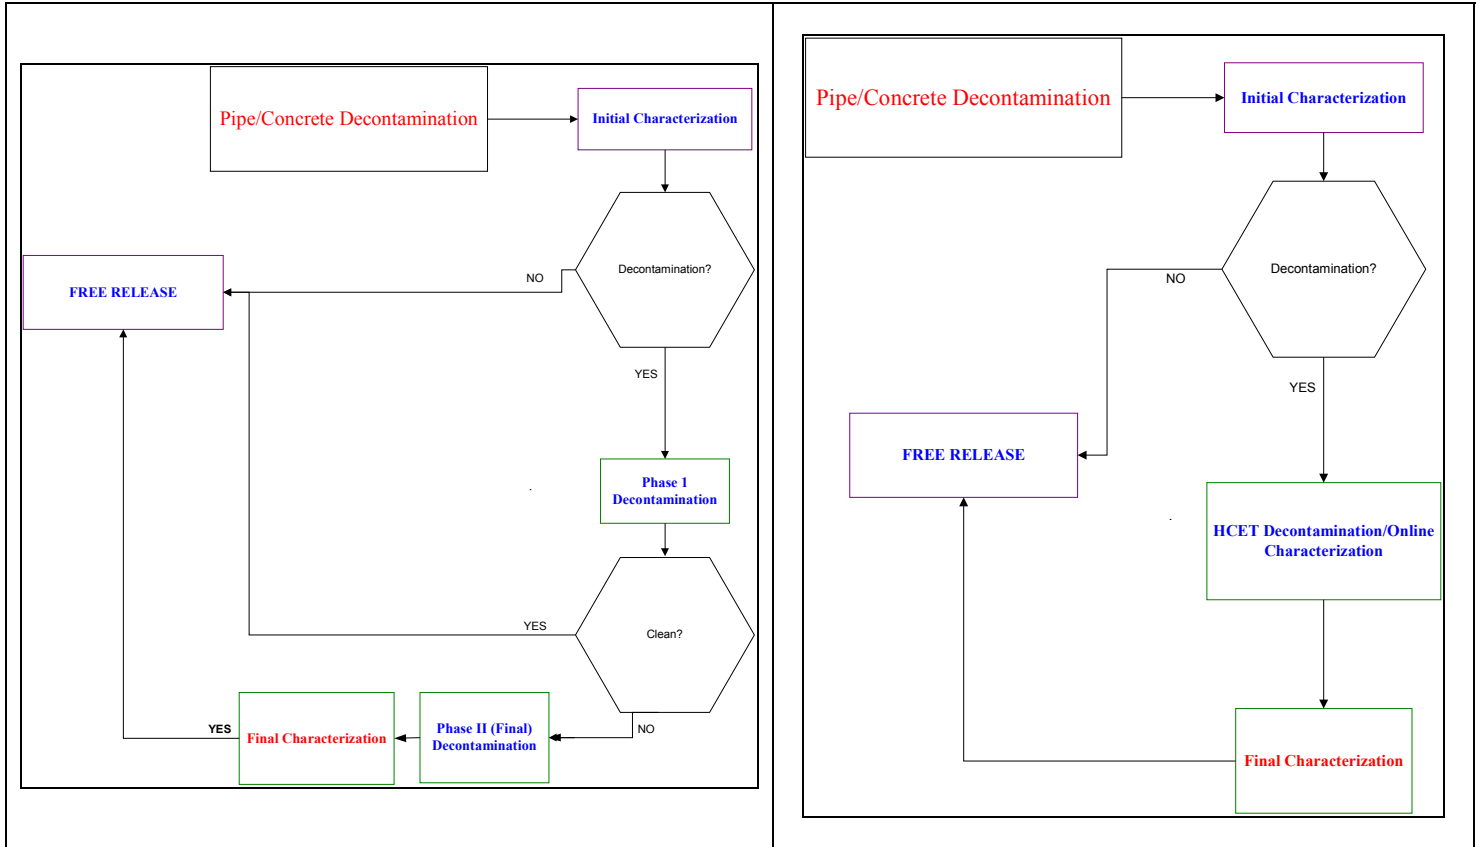 Pipe/Concrete Decontamination
Initial Characterization
Decontamination?
NO
FREE RELEASE
YES
Phase 1
Decontamination
YES
Clean?
NO
Phase II (Final)
Decontamination
Final Characterization
YES
Pipe/Concrete Decontamination
Initial Characterization
Decontamination?
NO
YES
FREE RELEASE
HCET Decontamination/Online
Characterization
Final Characterization